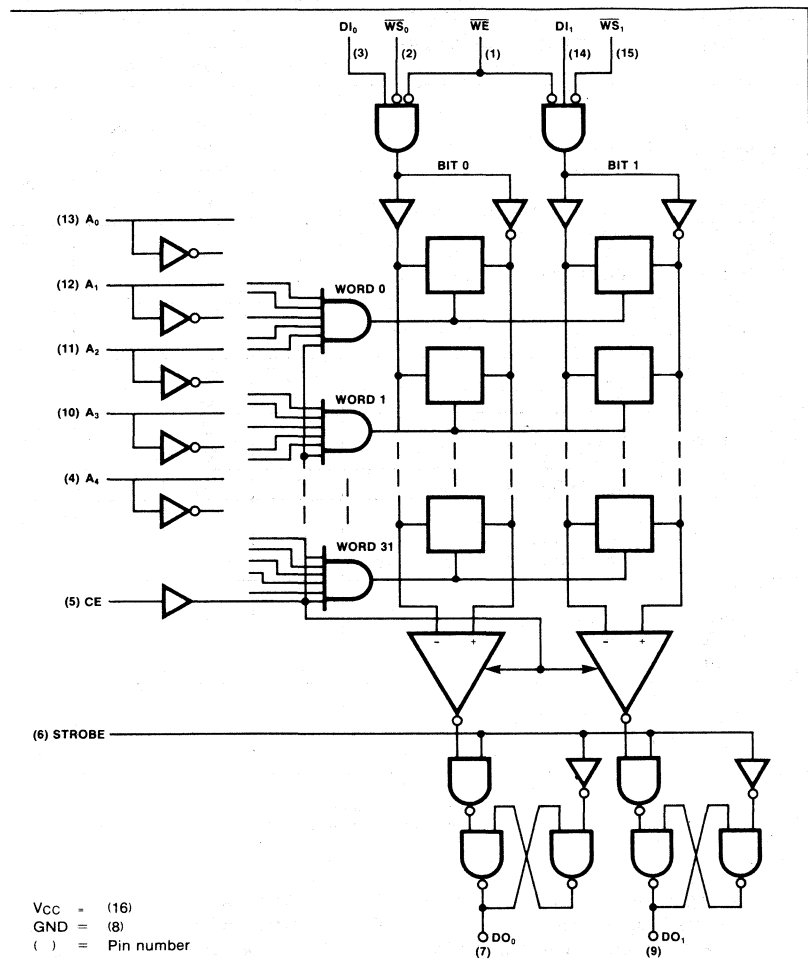 DI₀ W̅S̅₀ W̅E̅ DI₁ W̅S̅₁
(3) (2) (1) (14) (15)
BIT 0 BIT 1
(13) A₀
(12) A₁
WORD 0
(11) A₂
WORD 1
(10) A₃
(4) A₄
WORD 31
(5) CE
− + − +
(6) STROBE
VCC = (16)
GND = (8)
( ) = Pin number
DO₀ DO₁
(7) (9)